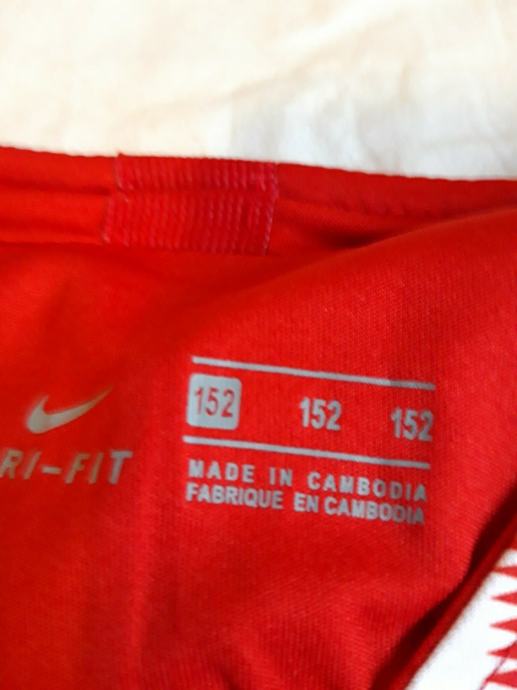 152 152 152
RI-FIT
MADE IN CAMBODIA
FABRIQUE EN CAMBODIA